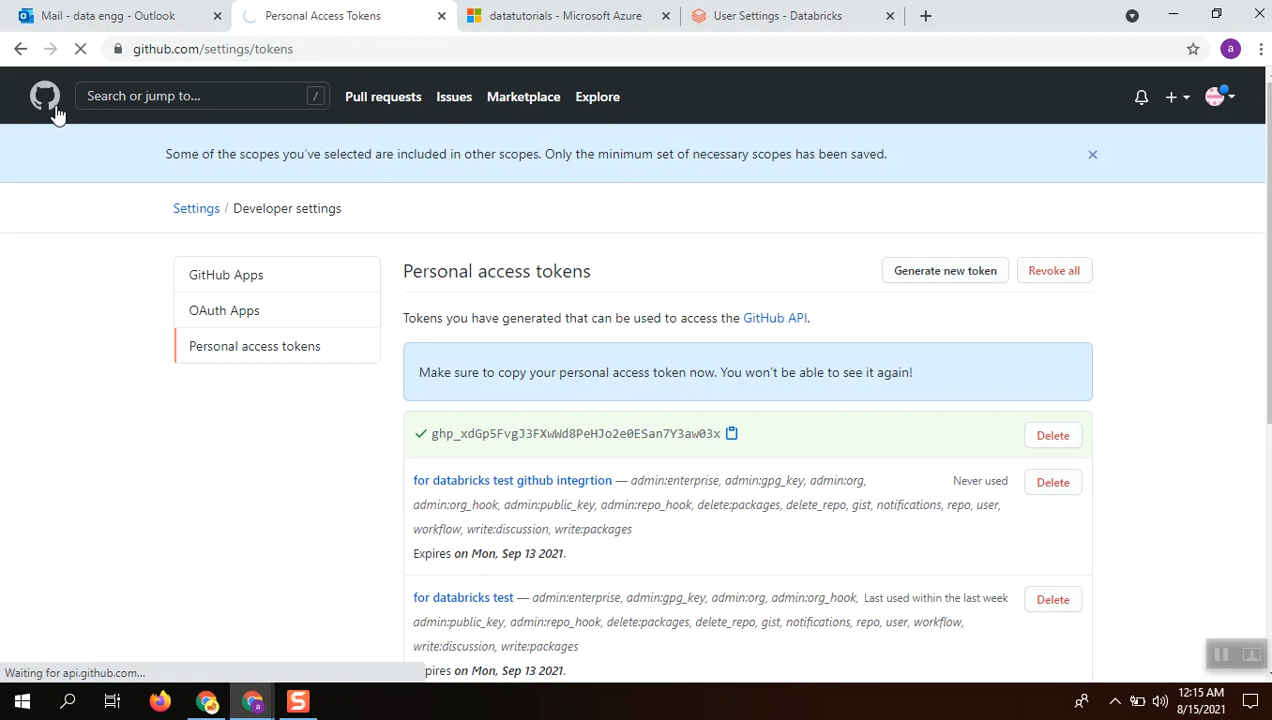 Mail - data engg - Outlook
Personal Access Tokens
datatutorials - Microsoft Azure
User Settings - Databricks
github.com/settings/tokens
a
Search or jump to...
/
Pull requests
Issues
Marketplace
Explore
Some of the scopes you've selected are included in other scopes. Only the minimum set of necessary scopes has been saved.
Settings / Developer settings
GitHub Apps
OAuth Apps
Personal access tokens
Personal access tokens
Generate new token
Revoke all
Tokens you have generated that can be used to access the GitHub API.
Make sure to copy your personal access token now. You won't be able to see it again!
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
Delete
for databricks test github integrtion — admin:enterprise, admin:gpg_key, admin:org,
Never used
Delete
admin:org_hook, admin:public_key, admin:repo_hook, delete:packages, delete_repo, gist, notifications, repo, user,
workflow, write:discussion, write:packages
Expires on Mon, Sep 13 2021.
for databricks test — admin:enterprise, admin:gpg_key, admin:org, admin:org_hook,
Last used within the last week
Delete
admin:public_key, admin:repo_hook, delete:packages, delete_repo, gist, notifications, repo, user, workflow,
write:discussion, write:packages
pires on Mon, Sep 13 2021.
Waiting for api.github.com...
a
S
12:15 AM
8/15/2021